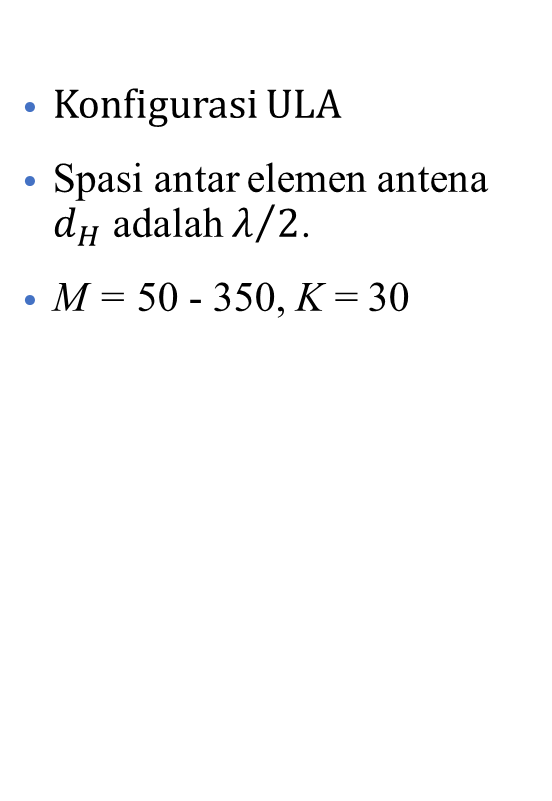 • Konfigurasi ULA
• Spasi antar elemen antena
d_H adalah λ/2.
• M = 50 - 350, K = 30